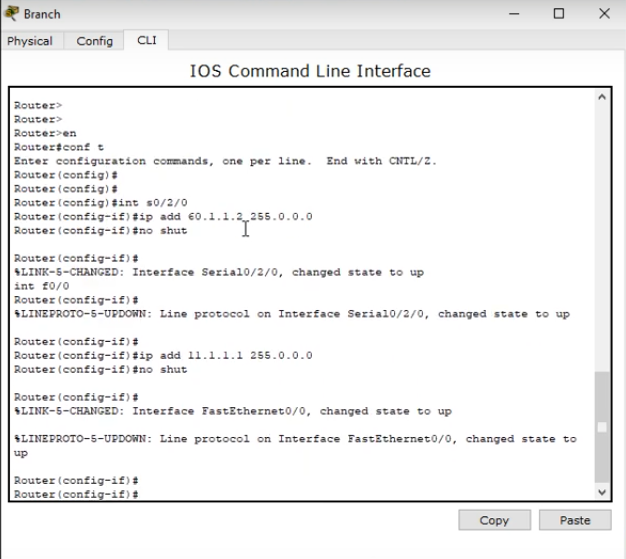 Branch
Physical Config CLI
IOS Command Line Interface
Router>
Router>
Router>en
Router#conf t
Enter configuration commands, one per line.  End with CNTL/Z.
Router(config)#
Router(config)#
Router(config)#int s0/2/0
Router(config-if)#ip add 60.1.1.2 255.0.0.0
Router(config-if)#no shut
Router(config-if)#
%LINK-5-CHANGED: Interface Serial0/2/0, changed state to up
int f0/0
Router(config-if)#
%LINEPROTO-5-UPDOWN: Line protocol on Interface Serial0/2/0, changed state to up
Router(config-if)#
Router(config-if)#ip add 11.1.1.1 255.0.0.0
Router(config-if)#no shut
Router(config-if)#
%LINK-5-CHANGED: Interface FastEthernet0/0, changed state to up
%LINEPROTO-5-UPDOWN: Line protocol on Interface FastEthernet0/0, changed state to
up
Router(config-if)#
Router(config-if)#
Copy Paste